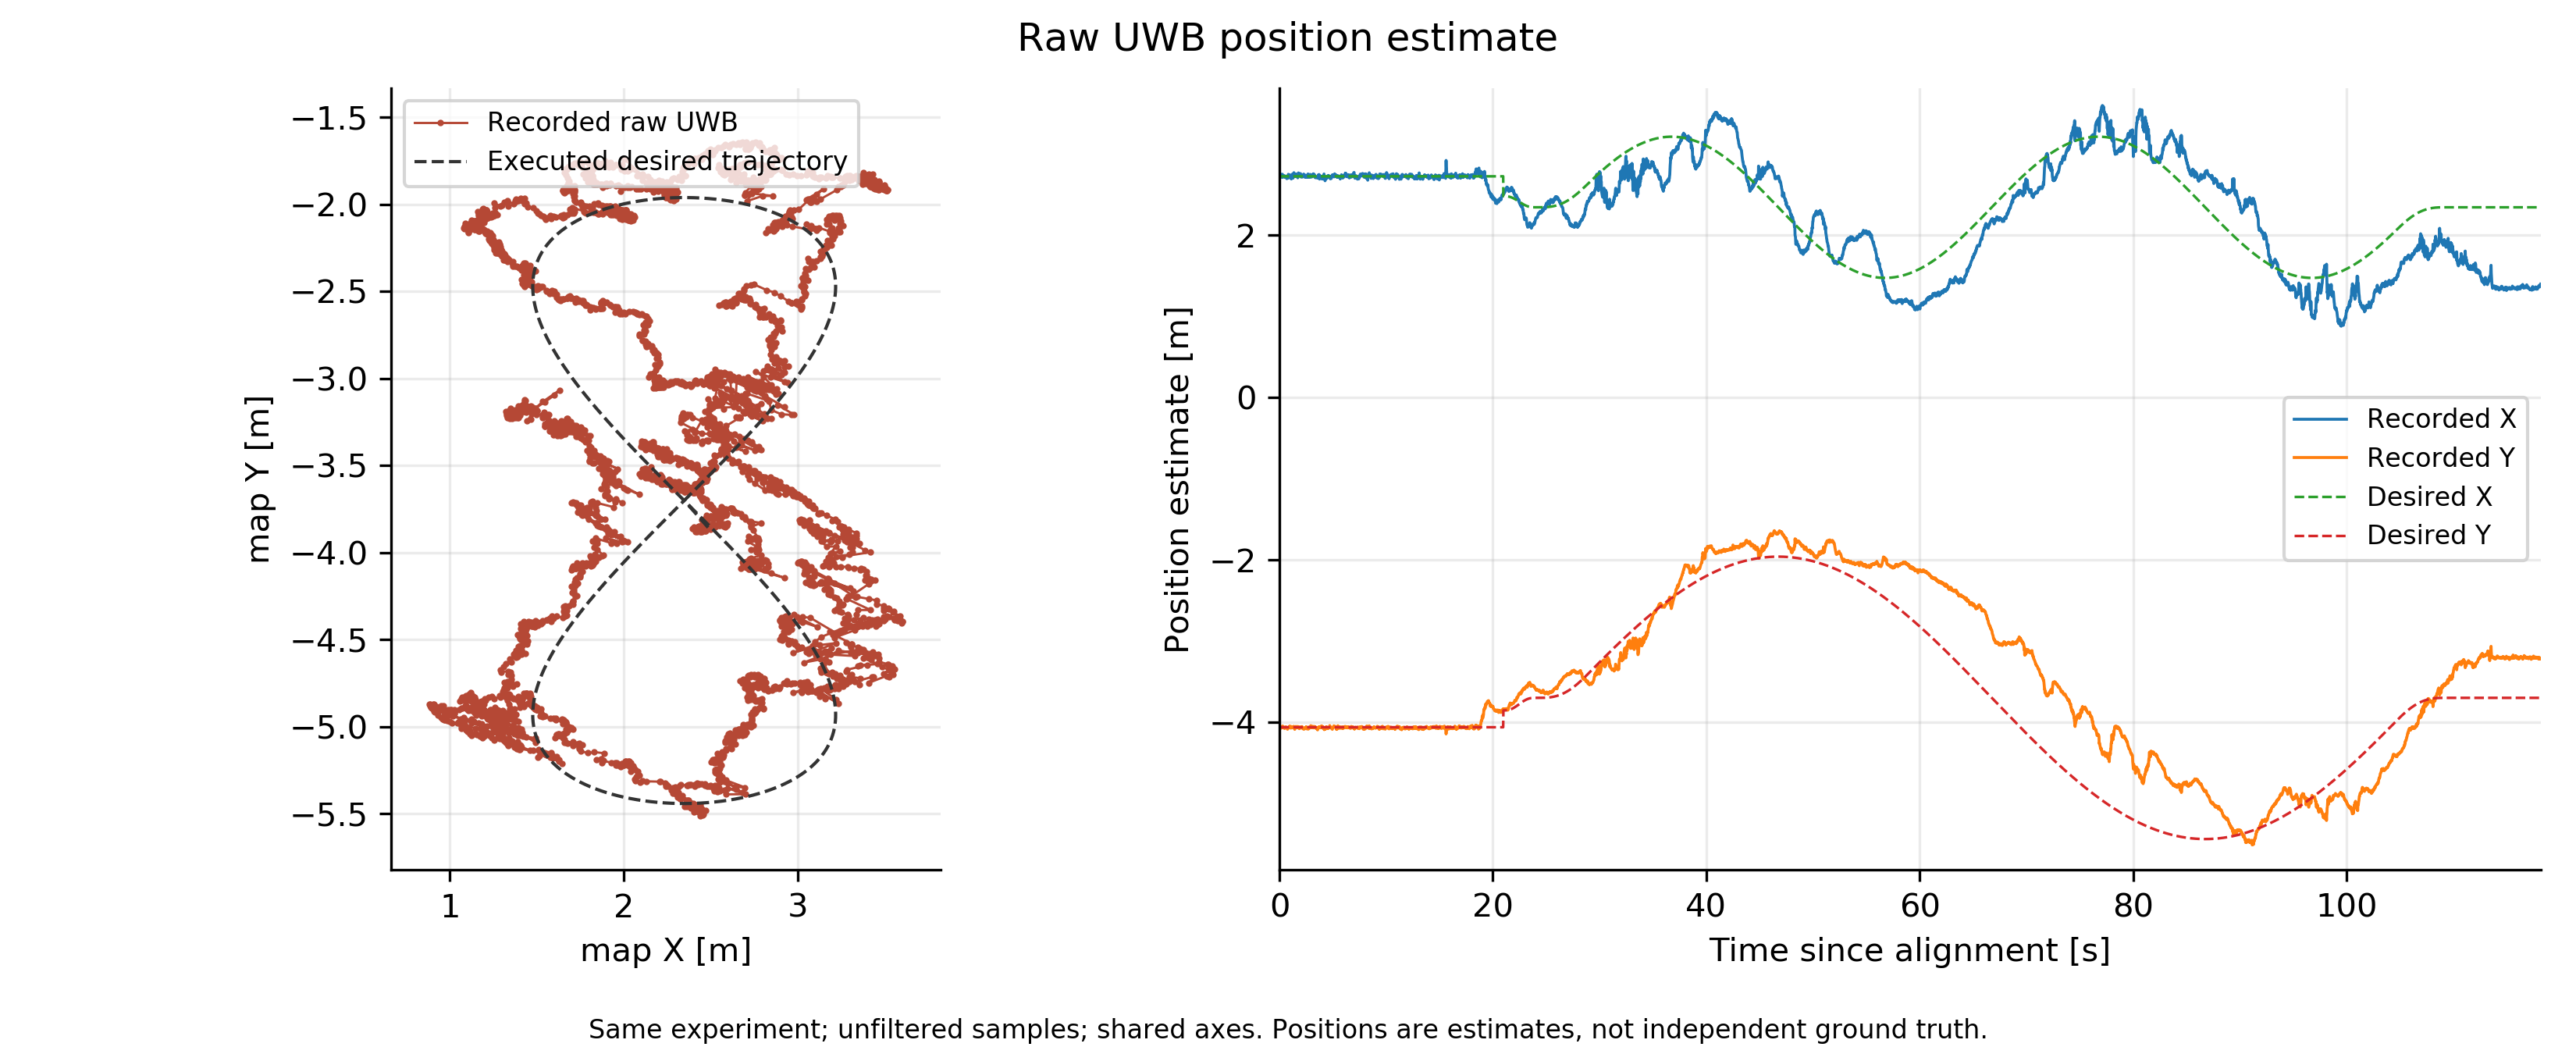 Raw UWB position estimate
Recorded raw UWB
Executed desired trajectory
−1.5
−2.0
−2.5
−3.0
−3.5
−4.0
−4.5
−5.0
−5.5
map Y [m]
1
2
3
map X [m]
2
0
−2
−4
Position estimate [m]
Recorded X
Recorded Y
Desired X
Desired Y
0
20
40
60
80
100
Time since alignment [s]
Same experiment; unfiltered samples; shared axes. Positions are estimates, not independent ground truth.